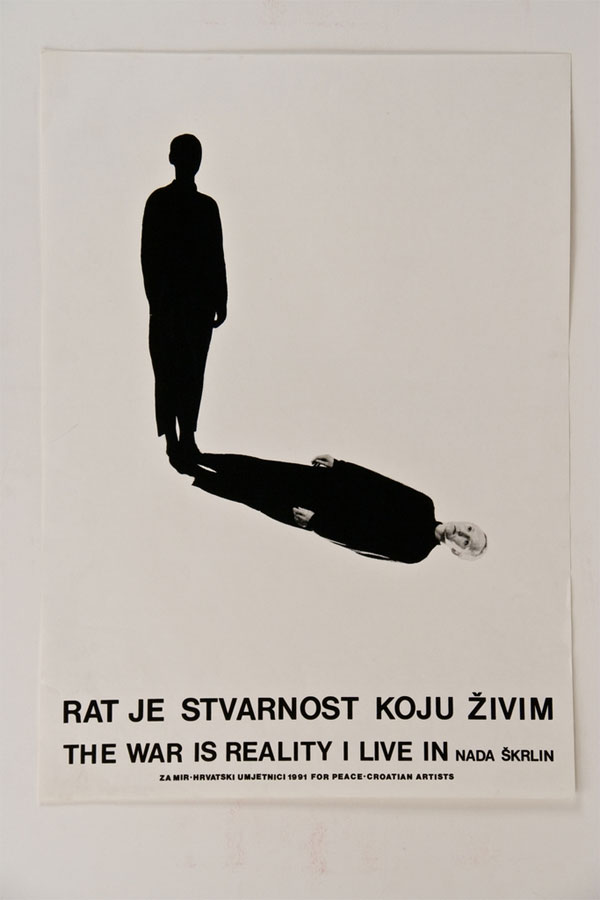 RAT JE STVARNOST KOJU ŽIVIM
THE WAR IS REALITY I LIVE IN NADA ŠKRLIN
ZA MIR·HRVATSKI UMJETNICI 1991 FOR PEACE·CROATIAN ARTISTS